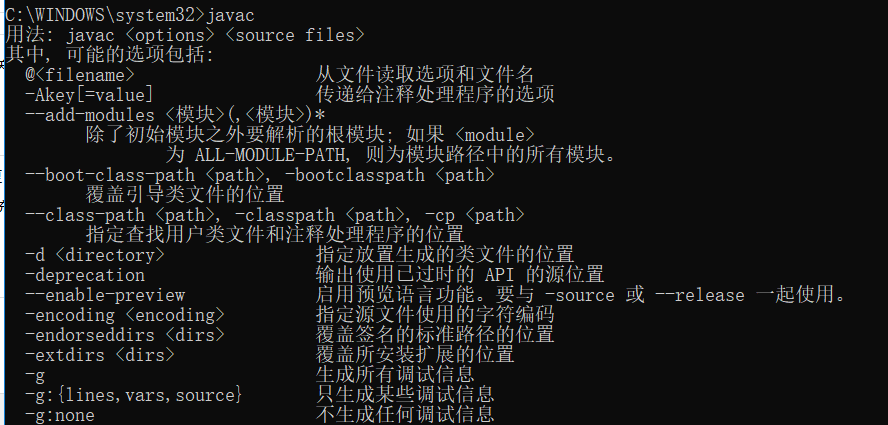 C:\WINDOWS\system32>javac
用法: javac <options> <source files>
其中, 可能的选项包括:
@<filename> 从文件读取选项和文件名
-Akey[=value] 传递给注释处理程序的选项
--add-modules <模块>(,<模块>)*
除了初始模块之外要解析的根模块; 如果 <module>
为 ALL-MODULE-PATH, 则为模块路径中的所有模块。
--boot-class-path <path>, -bootclasspath <path>
覆盖引导类文件的位置
--class-path <path>, -classpath <path>, -cp <path>
指定查找用户类文件和注释处理程序的位置
-d <directory> 指定放置生成的类文件的位置
-deprecation 输出使用已过时的 API 的源位置
--enable-preview 启用预览语言功能。要与 -source 或 --release 一起使用。
-encoding <encoding> 指定源文件使用的字符编码
-endorseddirs <dirs> 覆盖签名的标准路径的位置
-extdirs <dirs> 覆盖所安装扩展的位置
-g 生成所有调试信息
-g:{lines,vars,source} 只生成某些调试信息
-g:none 不生成任何调试信息